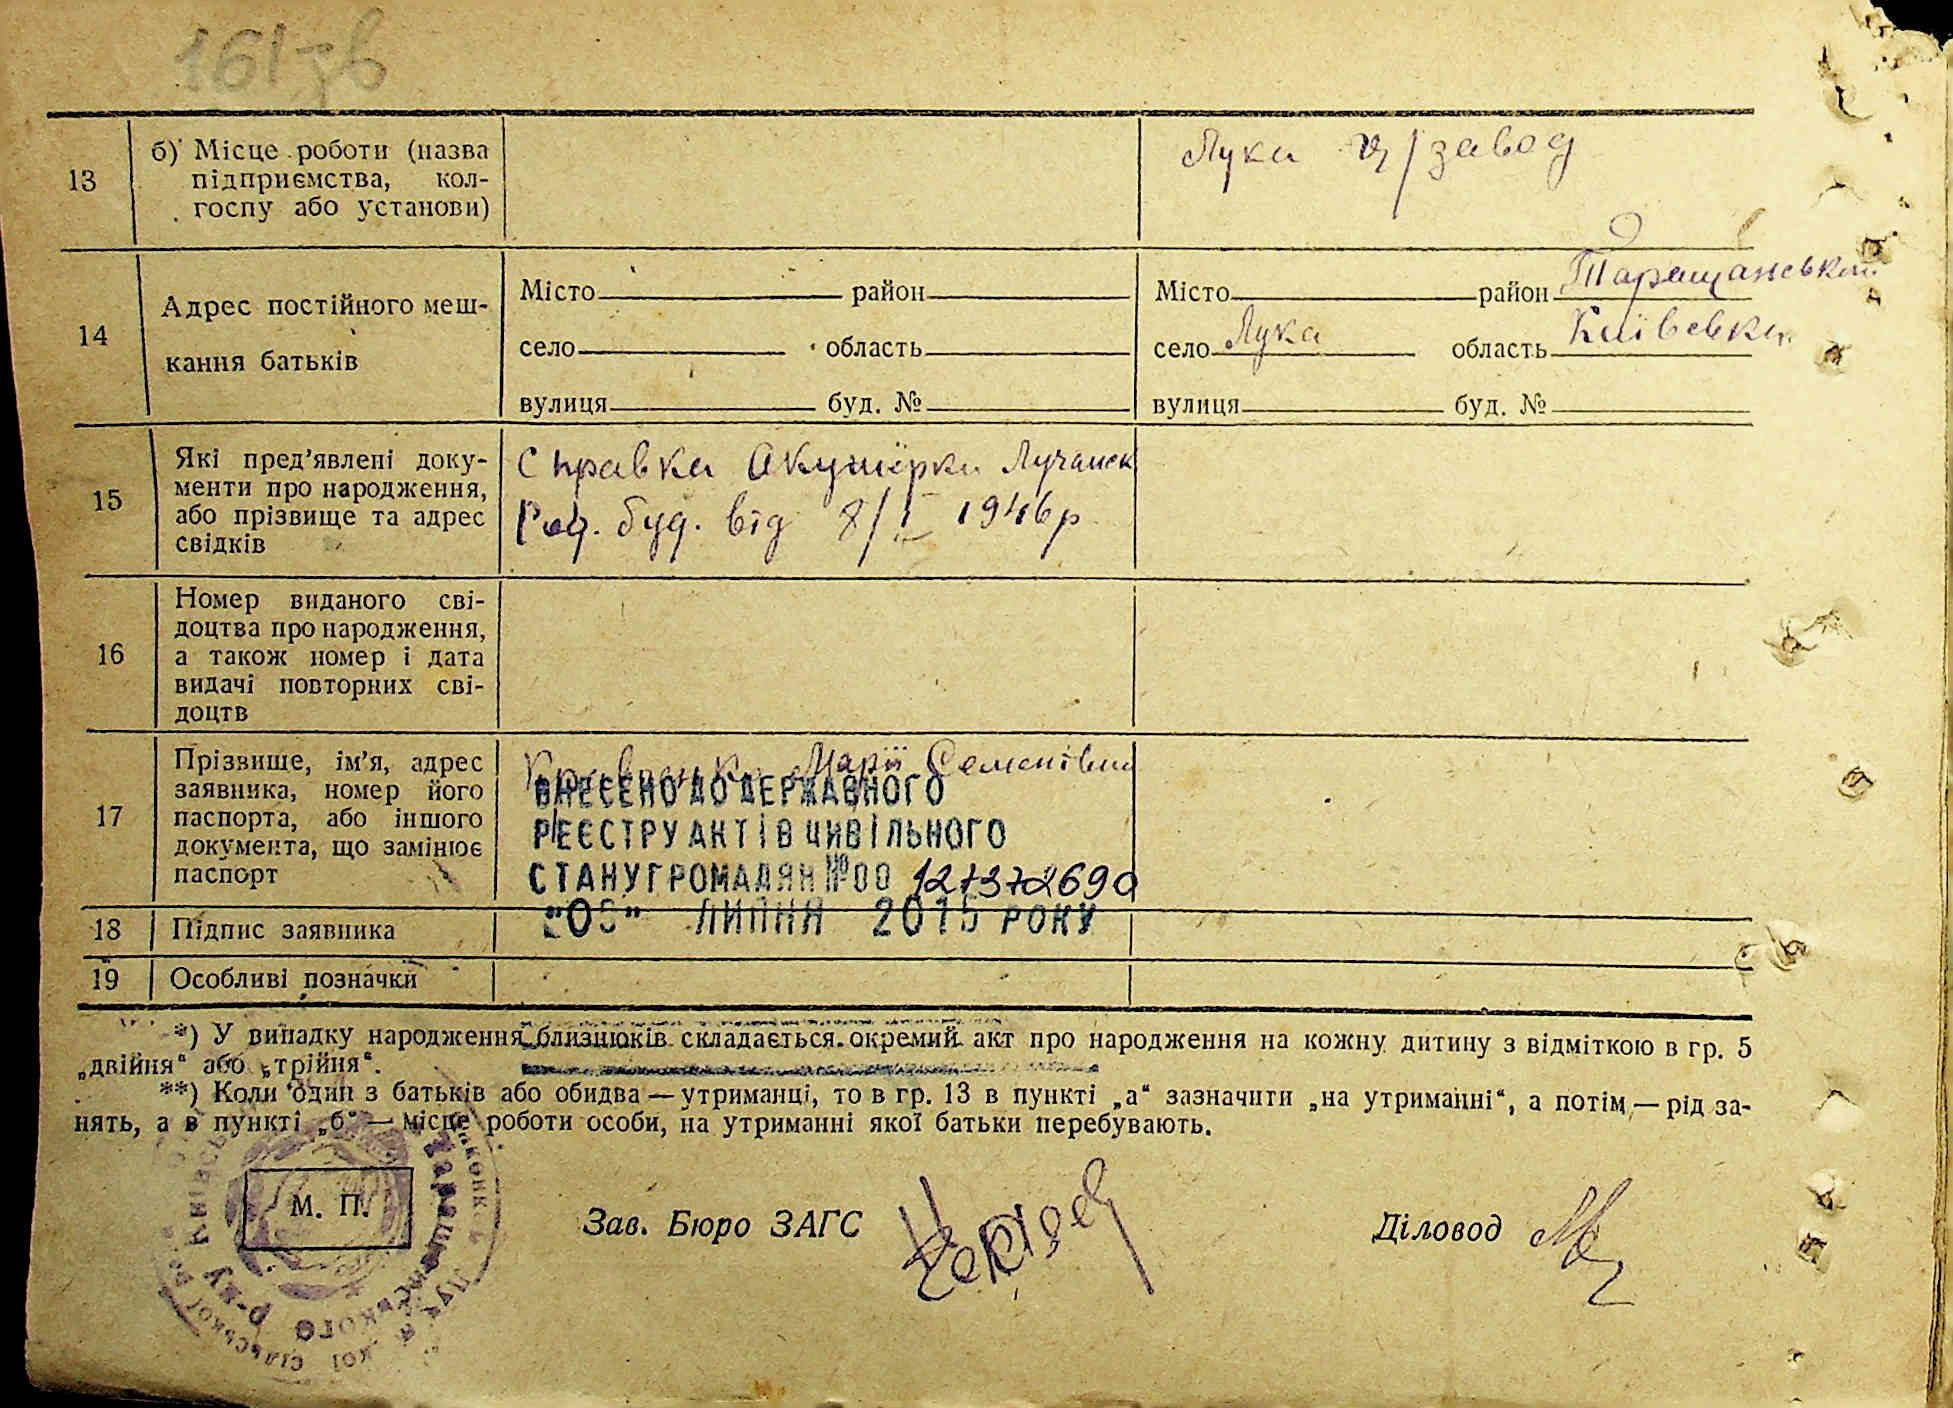 161зв
13
б) Місце роботи (назва
підприємства, кол-
госпу або установи)
Лука ц/завод
14
Адрес постійного меш-
кання батьків
Місто район
село область
вулиця буд. №
Місто район Таращанський
село Лука область Київська
вулиця буд. №
15
Які пред’явлені доку-
менти про народження,
або прізвище та адрес
свідків
Справка Акушерки Лучанск
Род. буд. від 8/I 1946р
16
Номер виданого сві-
доцтва про народження,
а також номер і дата
видачі повторних сві-
доцтв
17
Прізвище, ім’я, адрес
заявника, номер його
паспорта, або іншого
документа, що замінює
паспорт
Марії Семенівни
ВНЕСЕНО ДО ДЕРЖАВНОГО
РЕЄСТРУ АКТІВ ЦИВІЛЬНОГО
СТАНУ ГРОМАДЯН №00 127372690
ЛИПНЯ 2015 РОКУ
18 Підпис заявника
19 Особливі позначки
*) У випадку народження близнюків складається окремий акт про народження на кожну дитину з відміткою в гр. 5
„двійня“ або „трійня“.
**) Коли один з батьків або обидва — утриманці, то в гр. 13 в пункті „а“ зазначити „на утриманні“, а потім — рід за-
нять, а в пункті „б“ — місце роботи особи, на утриманні якої батьки перебувають.
М. П.
Зав. Бюро ЗАГС
Діловод